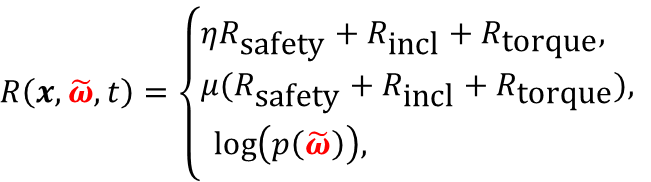 ηR_safety + R_incl + R_torque,
R(x, ω̃, t) = { μ(R_safety + R_incl + R_torque),
log(p(ω̃)),